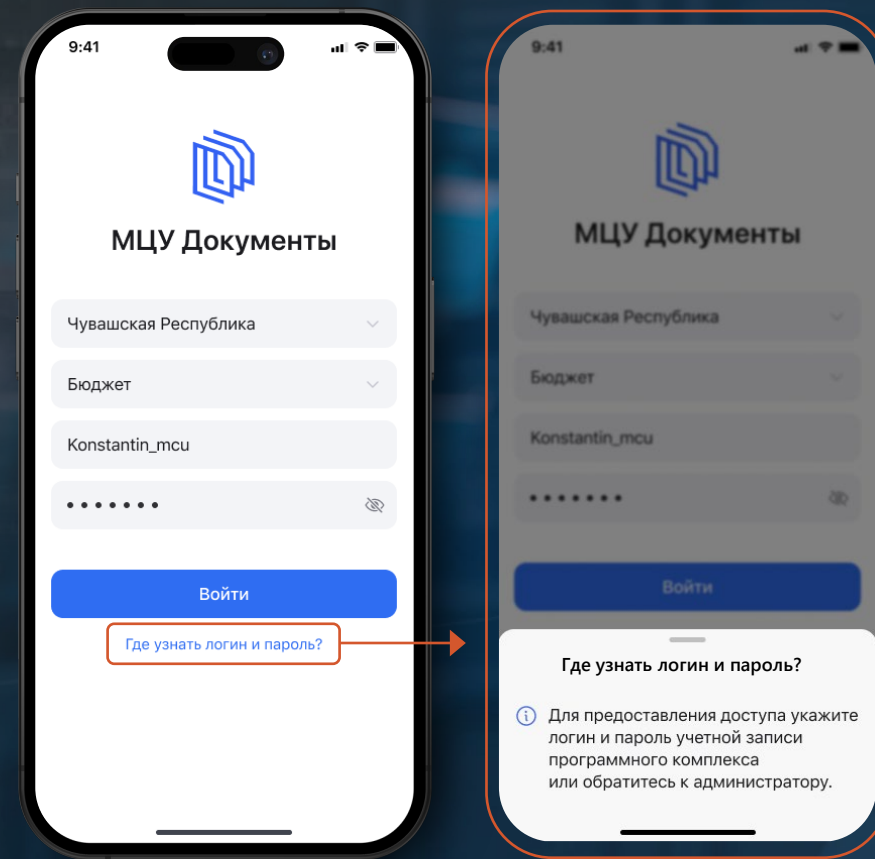 9:41
МЦУ Документы
Чувашская Республика
Бюджет
Konstantin_mcu
•••••••
Войти
Где узнать логин и пароль?
9:41
МЦУ Документы
Чувашская Республика
Бюджет
Konstantin_mcu
•••••••
Войти
Где узнать логин и пароль?
Для предоставления доступа укажите
логин и пароль учетной записи
программного комплекса
или обратитесь к администратору.